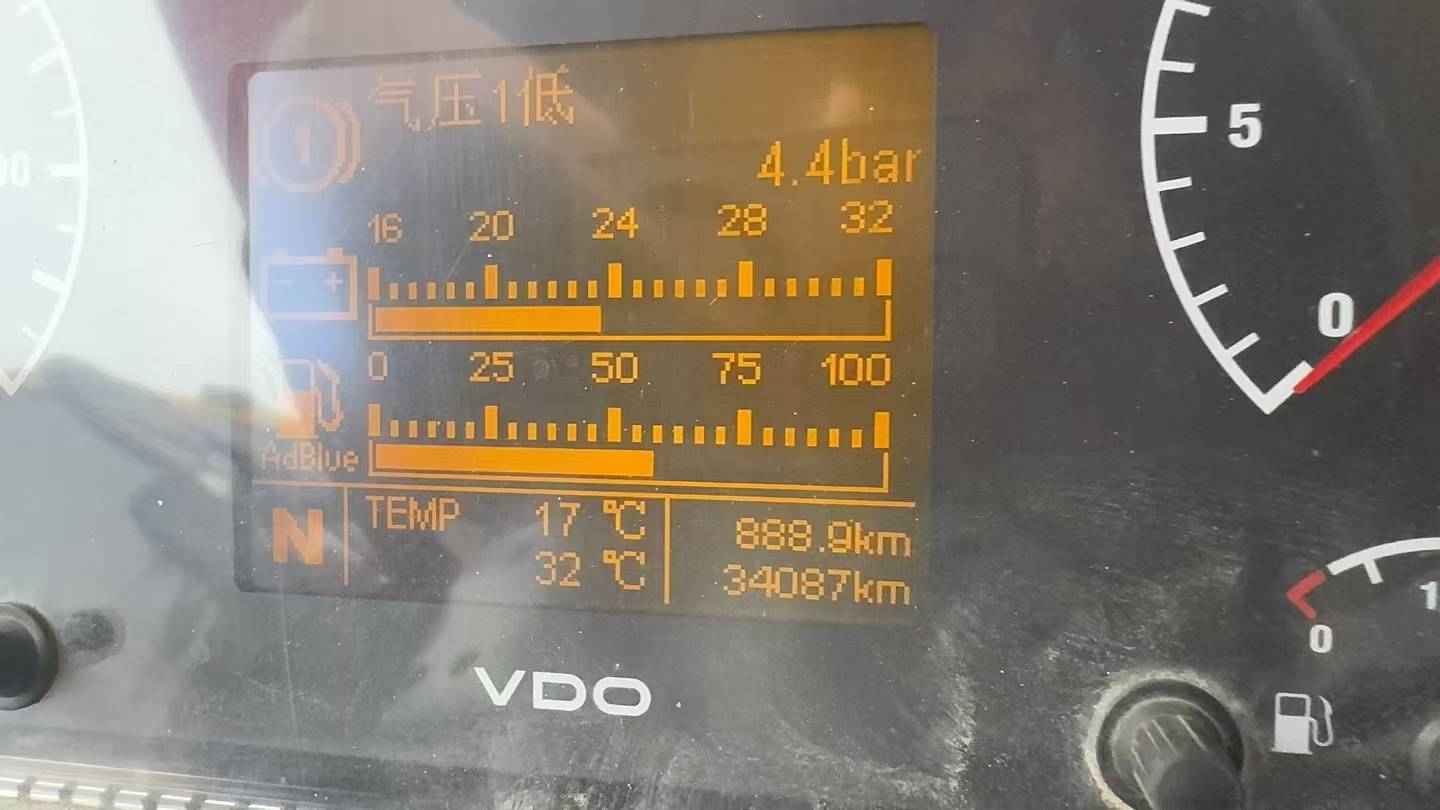 气压1低
1
4.4bar
16 20 24 28 32
- +
0 25 50 75 100
AdBlue
N
TEMP 17 ℃
32 ℃
888.9km
34087km
VDO
5
0
0